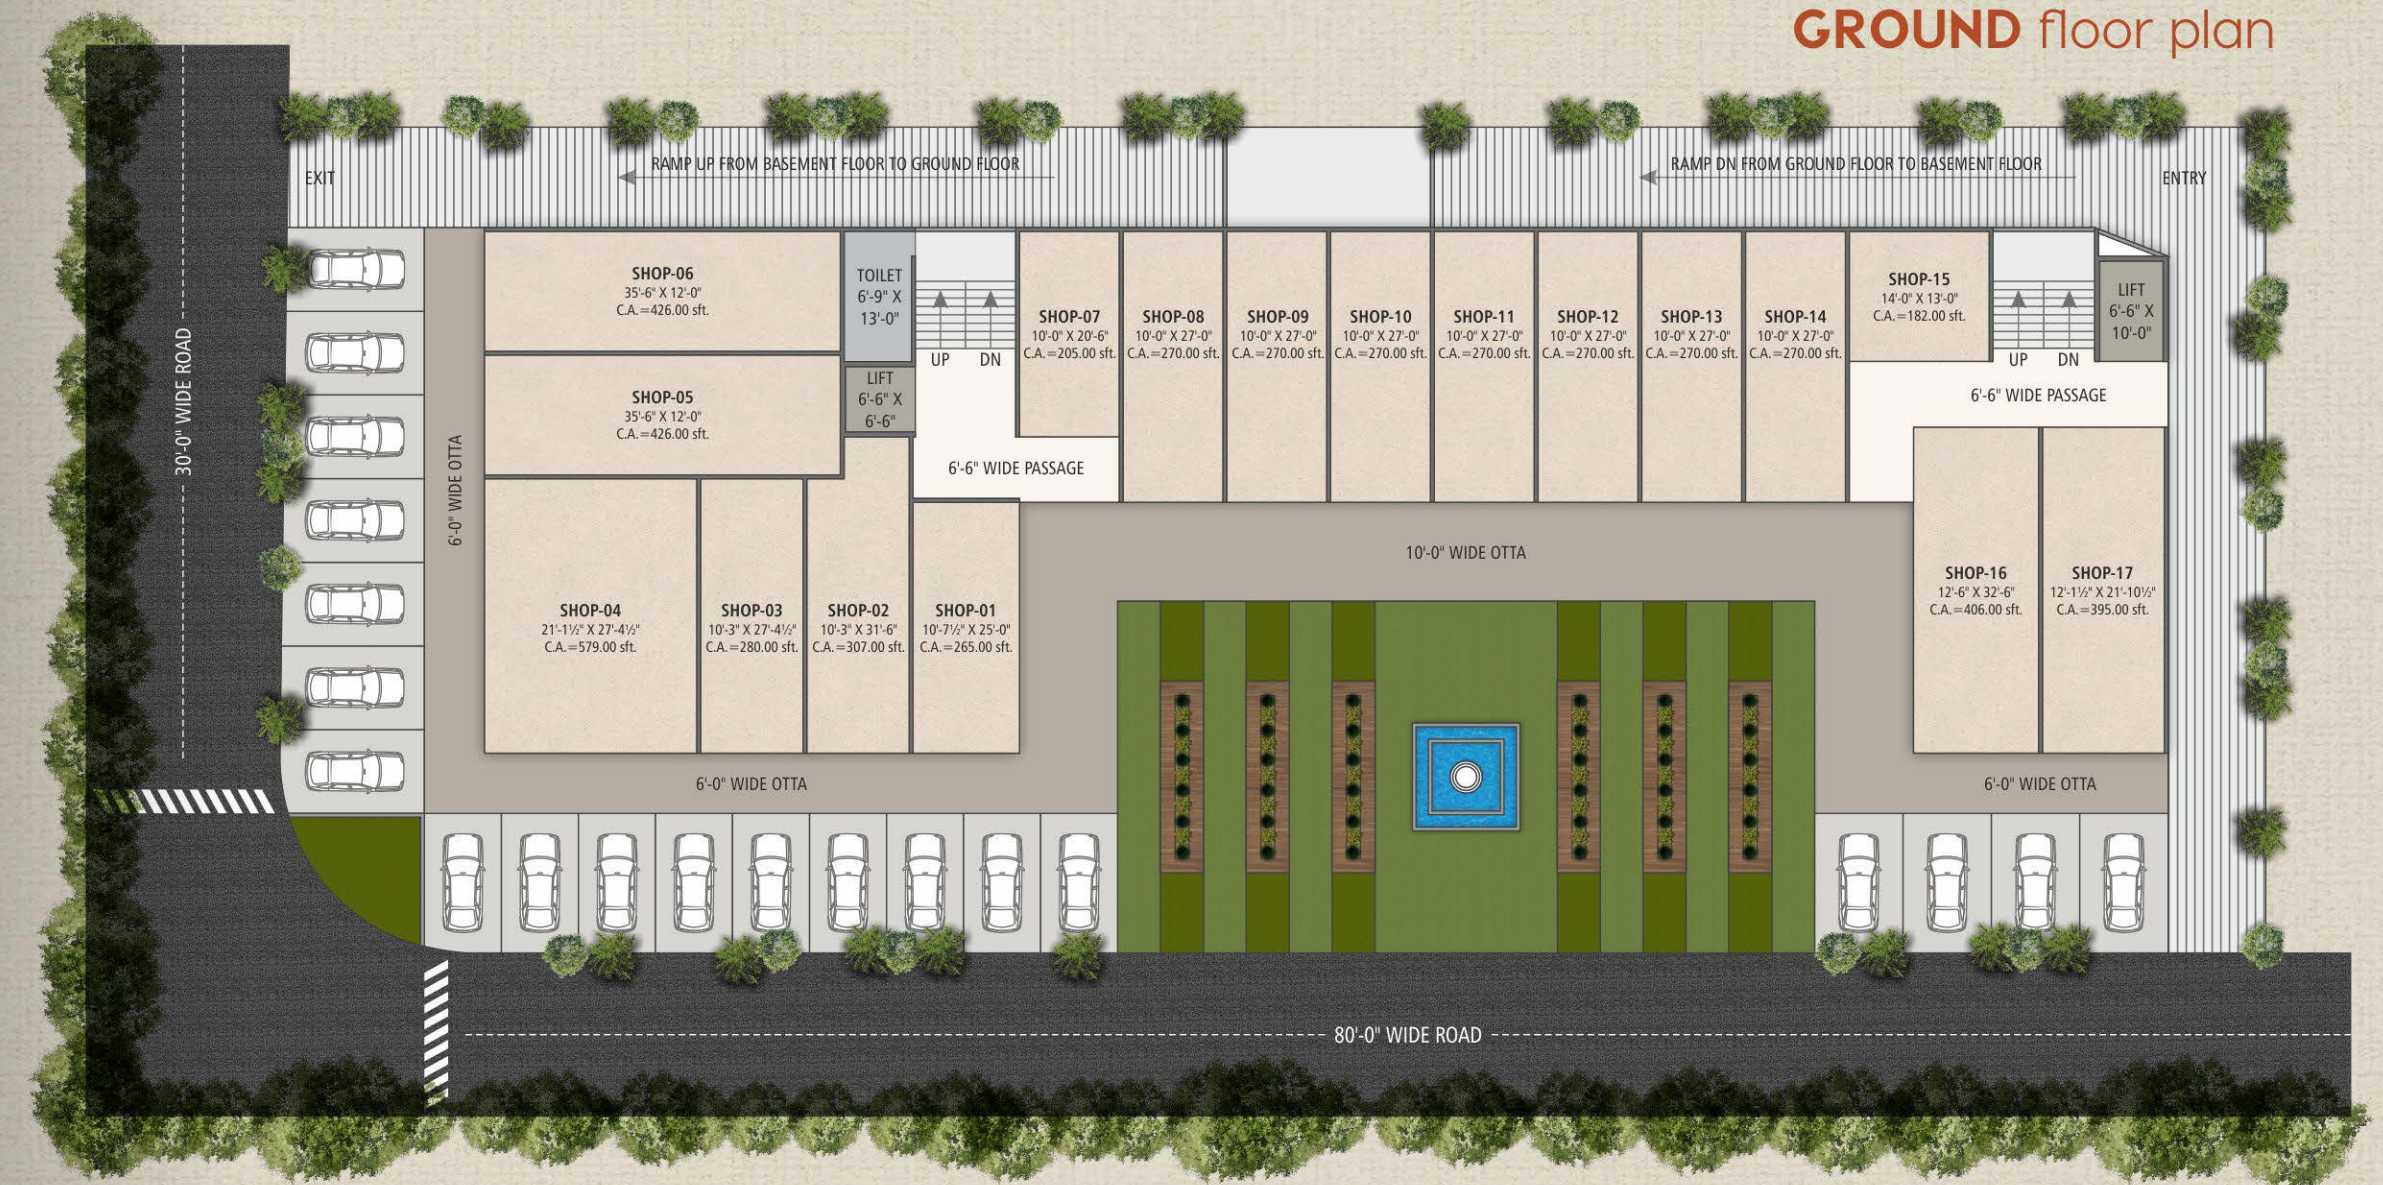 GROUND floor plan
RAMP UP FROM BASEMENT FLOOR TO GROUND FLOOR
RAMP DN FROM GROUND FLOOR TO BASEMENT FLOOR
EXIT
ENTRY
30'-0" WIDE ROAD
6'-0" WIDE OTTA
SHOP-06
35'-6" X 12'-0"
C.A.=426.00 sft.
TOILET
6'-9" X
13'-0"
UP
DN
SHOP-07
10'-0" X 20'-6"
C.A.=205.00 sft.
SHOP-08
10'-0" X 27'-0"
C.A.=270.00 sft.
SHOP-09
10'-0" X 27'-0"
C.A.=270.00 sft.
SHOP-10
10'-0" X 27'-0"
C.A.=270.00 sft.
SHOP-11
10'-0" X 27'-0"
C.A.=270.00 sft.
SHOP-12
10'-0" X 27'-0"
C.A.=270.00 sft.
SHOP-13
10'-0" X 27'-0"
C.A.=270.00 sft.
SHOP-14
10'-0" X 27'-0"
C.A.=270.00 sft.
SHOP-15
14'-0" X 13'-0"
C.A.=182.00 sft.
UP
DN
LIFT
6'-6" X
10'-0"
6'-6" WIDE PASSAGE
SHOP-05
35'-6" X 12'-0"
C.A.=426.00 sft.
LIFT
6'-6" X
6'-6"
6'-6" WIDE PASSAGE
10'-0" WIDE OTTA
SHOP-04
21'-1½" X 27'-4½"
C.A.=579.00 sft.
SHOP-03
10'-3" X 27'-4½"
C.A.=280.00 sft.
SHOP-02
10'-3" X 31'-6"
C.A.=307.00 sft.
SHOP-01
10'-7½" X 25'-0"
C.A.=265.00 sft.
SHOP-16
12'-6" X 32'-6"
C.A.=406.00 sft.
SHOP-17
12'-1½" X 21'-10½"
C.A.=395.00 sft.
6'-0" WIDE OTTA
6'-0" WIDE OTTA
80'-0" WIDE ROAD